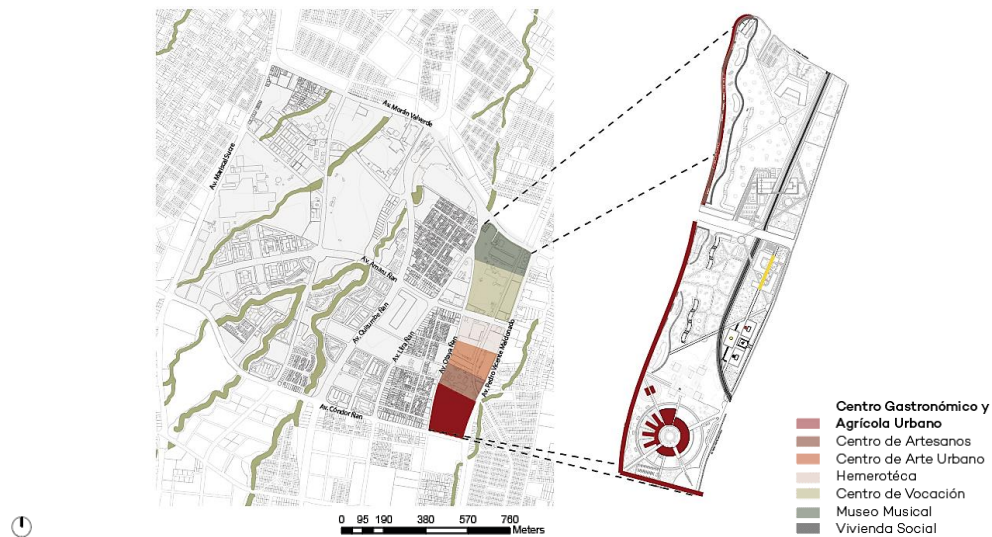 Av. Morán Valverde
Av. Mariscal Sucre
Av. Amaru Ñan
Av. Quitumbe Ñan
Av. Lira Ñan
Av. Otoya Ñan
Av. Pedro Vicente Maldonado
Av. Cóndor Ñan
0 95 190 380 570 760
Meters
Centro Gastronómico y
Agrícola Urbano
Centro de Artesanos
Centro de Arte Urbano
Hemerotéca
Centro de Vocación
Museo Musical
Vivienda Social